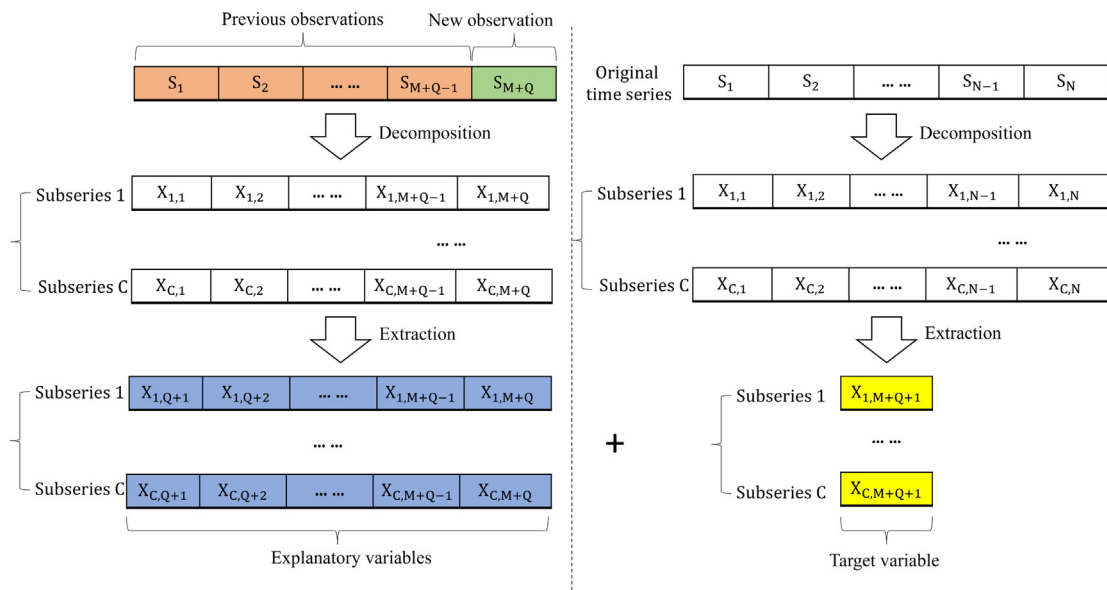 Previous observations New observation
S1 S2 ... ... SM+Q−1 SM+Q
Decomposition
Subseries 1 X1,1 X1,2 ... ... X1,M+Q−1 X1,M+Q
... ...
Subseries C XC,1 XC,2 ... ... XC,M+Q−1 XC,M+Q
Extraction
Subseries 1 X1,Q+1 X1,Q+2 ... ... X1,M+Q−1 X1,M+Q
... ...
Subseries C XC,Q+1 XC,Q+2 ... ... XC,M+Q−1 XC,M+Q
Explanatory variables
Original
time series
S1 S2 ... ... SN−1 SN
Decomposition
Subseries 1 X1,1 X1,2 ... ... X1,N−1 X1,N
... ...
Subseries C XC,1 XC,2 ... ... XC,N−1 XC,N
Extraction
Subseries 1 X1,M+Q+1
+ ... ...
Subseries C XC,M+Q+1
Target variable